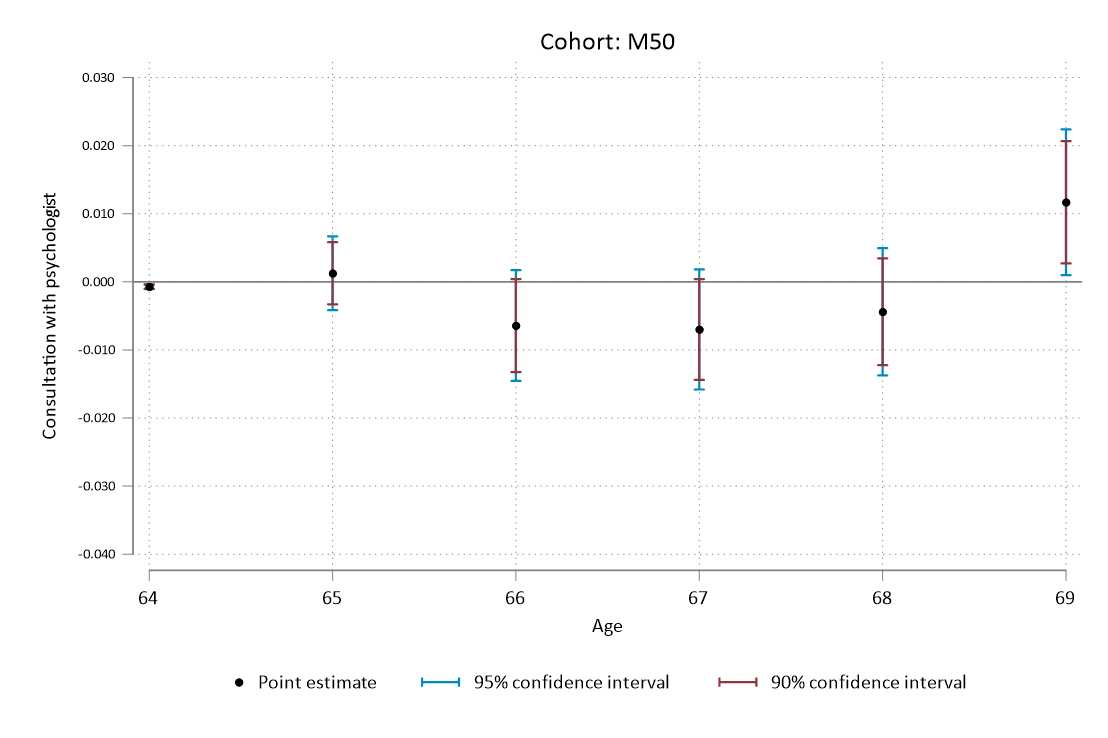 Cohort: M50
Consultation with psychologist
0.030
0.020
0.010
0.000
-0.010
-0.020
-0.030
-0.040
64 65 66 67 68 69
Age
Point estimate 95% confidence interval 90% confidence interval